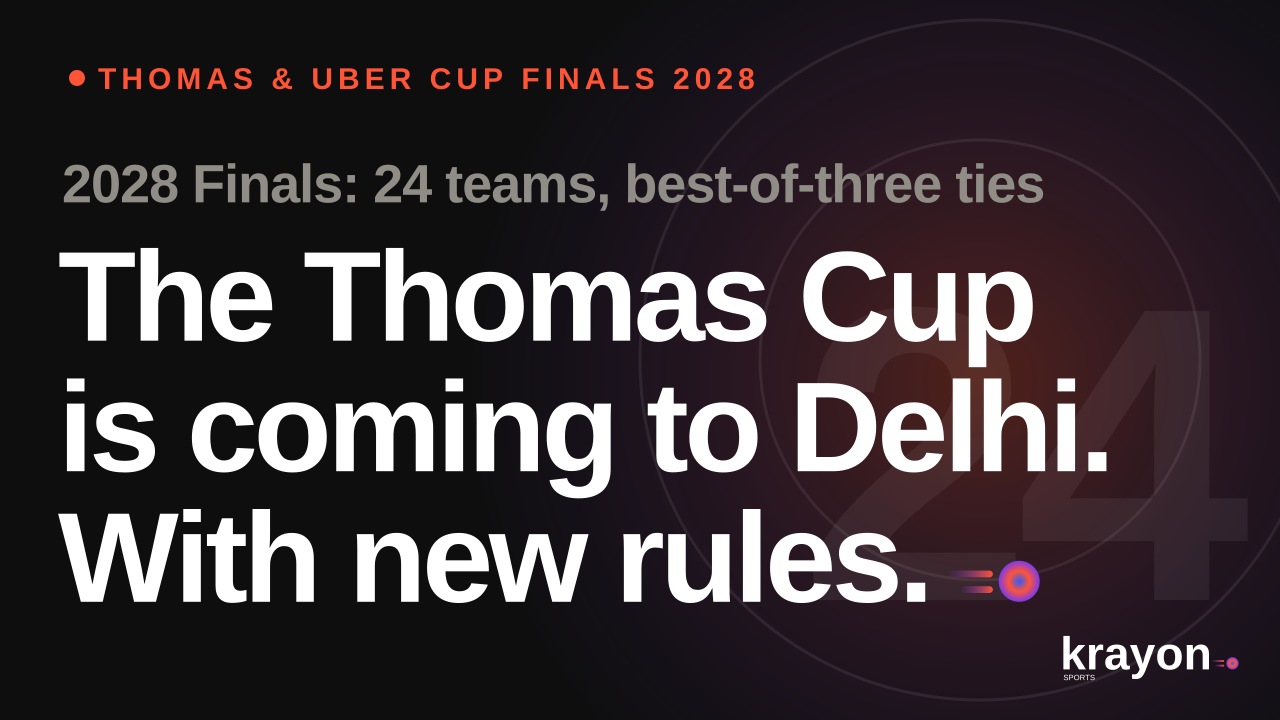 THOMAS & UBER CUP FINALS 2028
2028 Finals: 24 teams, best-of-three ties
The Thomas Cup
is coming to Delhi.
With new rules.
24
krayon
SPORTS